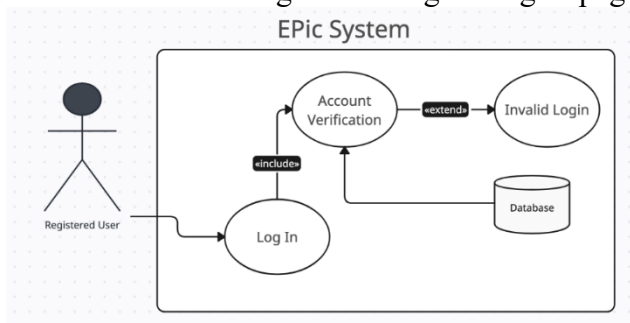 EPic System
Account
Verification
«extend»
Invalid Login
«include»
Database
Registered User
Log In